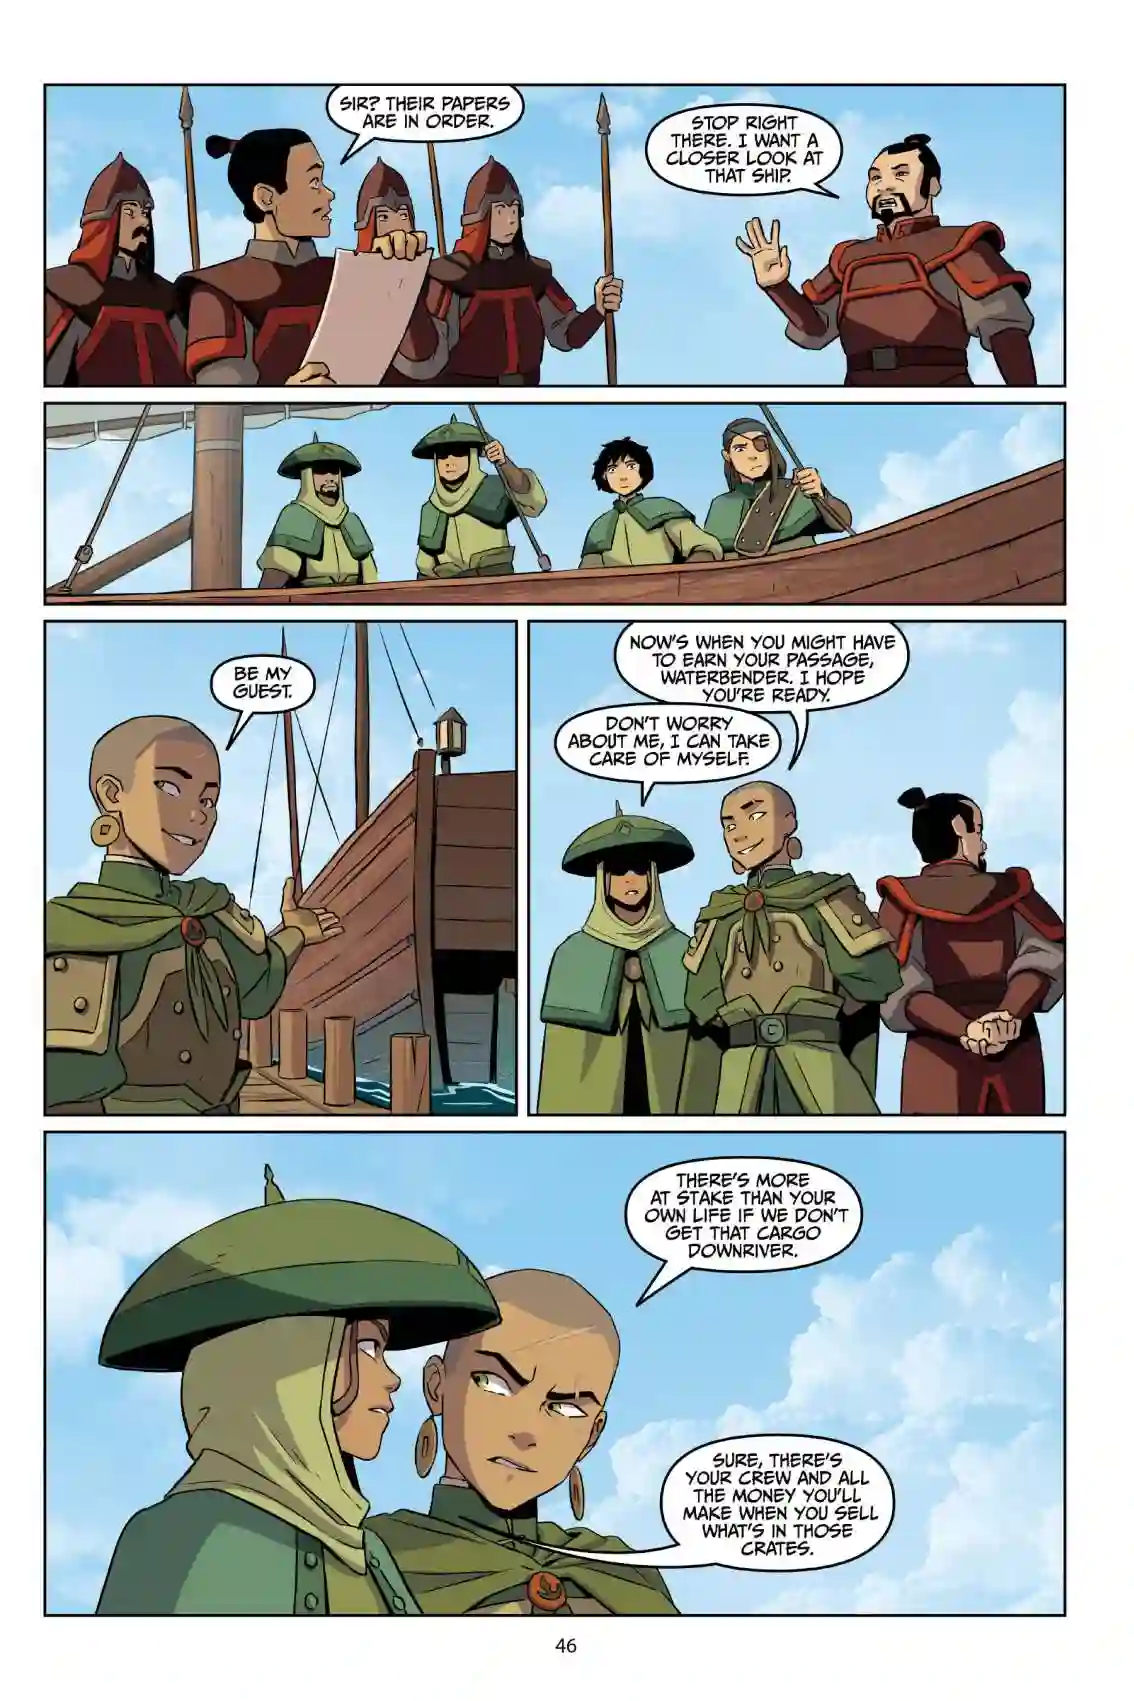 SIR? THEIR PAPERS
ARE IN ORDER.
STOP RIGHT
THERE. I WANT A
CLOSER LOOK AT
THAT SHIP.
BE MY
GUEST.
NOW'S WHEN YOU MIGHT HAVE
TO EARN YOUR PASSAGE,
WATERBENDER. I HOPE
YOU'RE READY.
DON'T WORRY
ABOUT ME, I CAN TAKE
CARE OF MYSELF.
THERE'S MORE
AT STAKE THAN YOUR
OWN LIFE IF WE DON'T
GET THAT CARGO
DOWNRIVER.
SURE, THERE'S
YOUR CREW AND ALL
THE MONEY YOU'LL
MAKE WHEN YOU SELL
WHAT'S IN THOSE
CRATES.
46